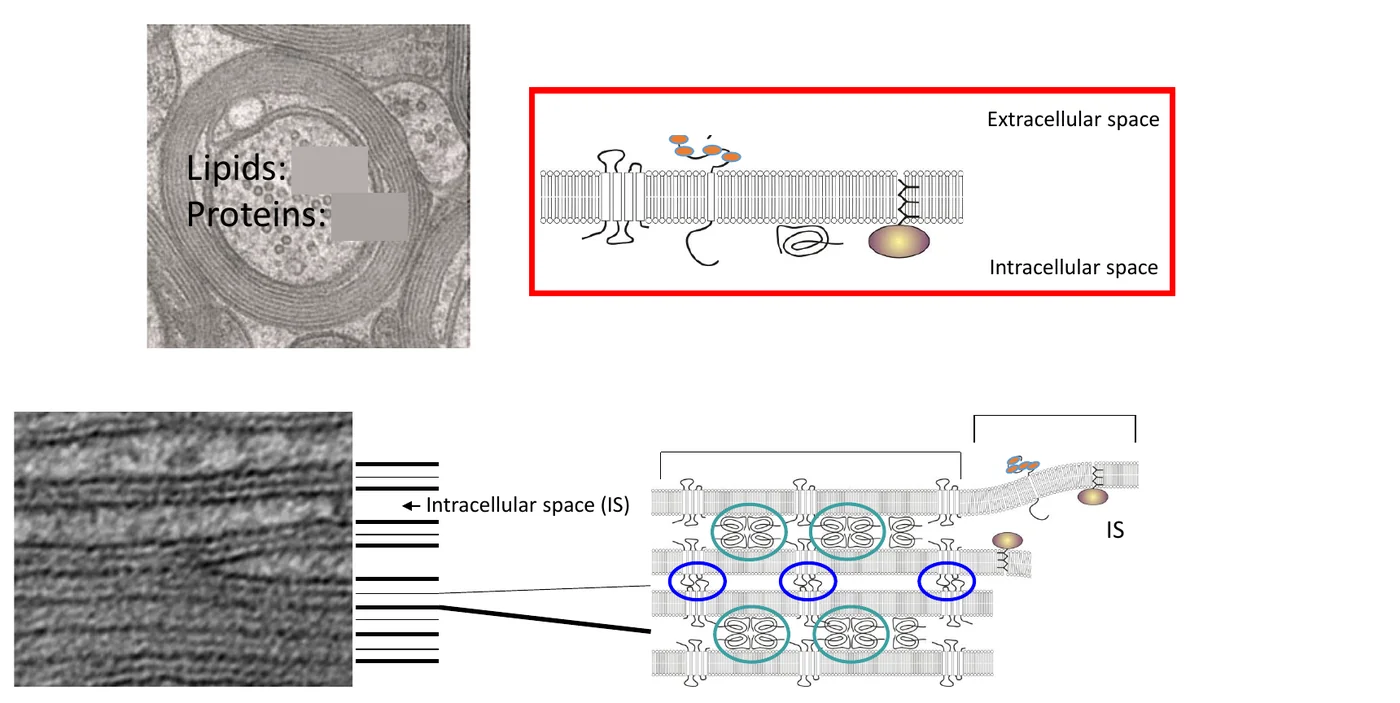 Lipids:
Proteins:
Extracellular space
Intracellular space
Intracellular space (IS)
IS